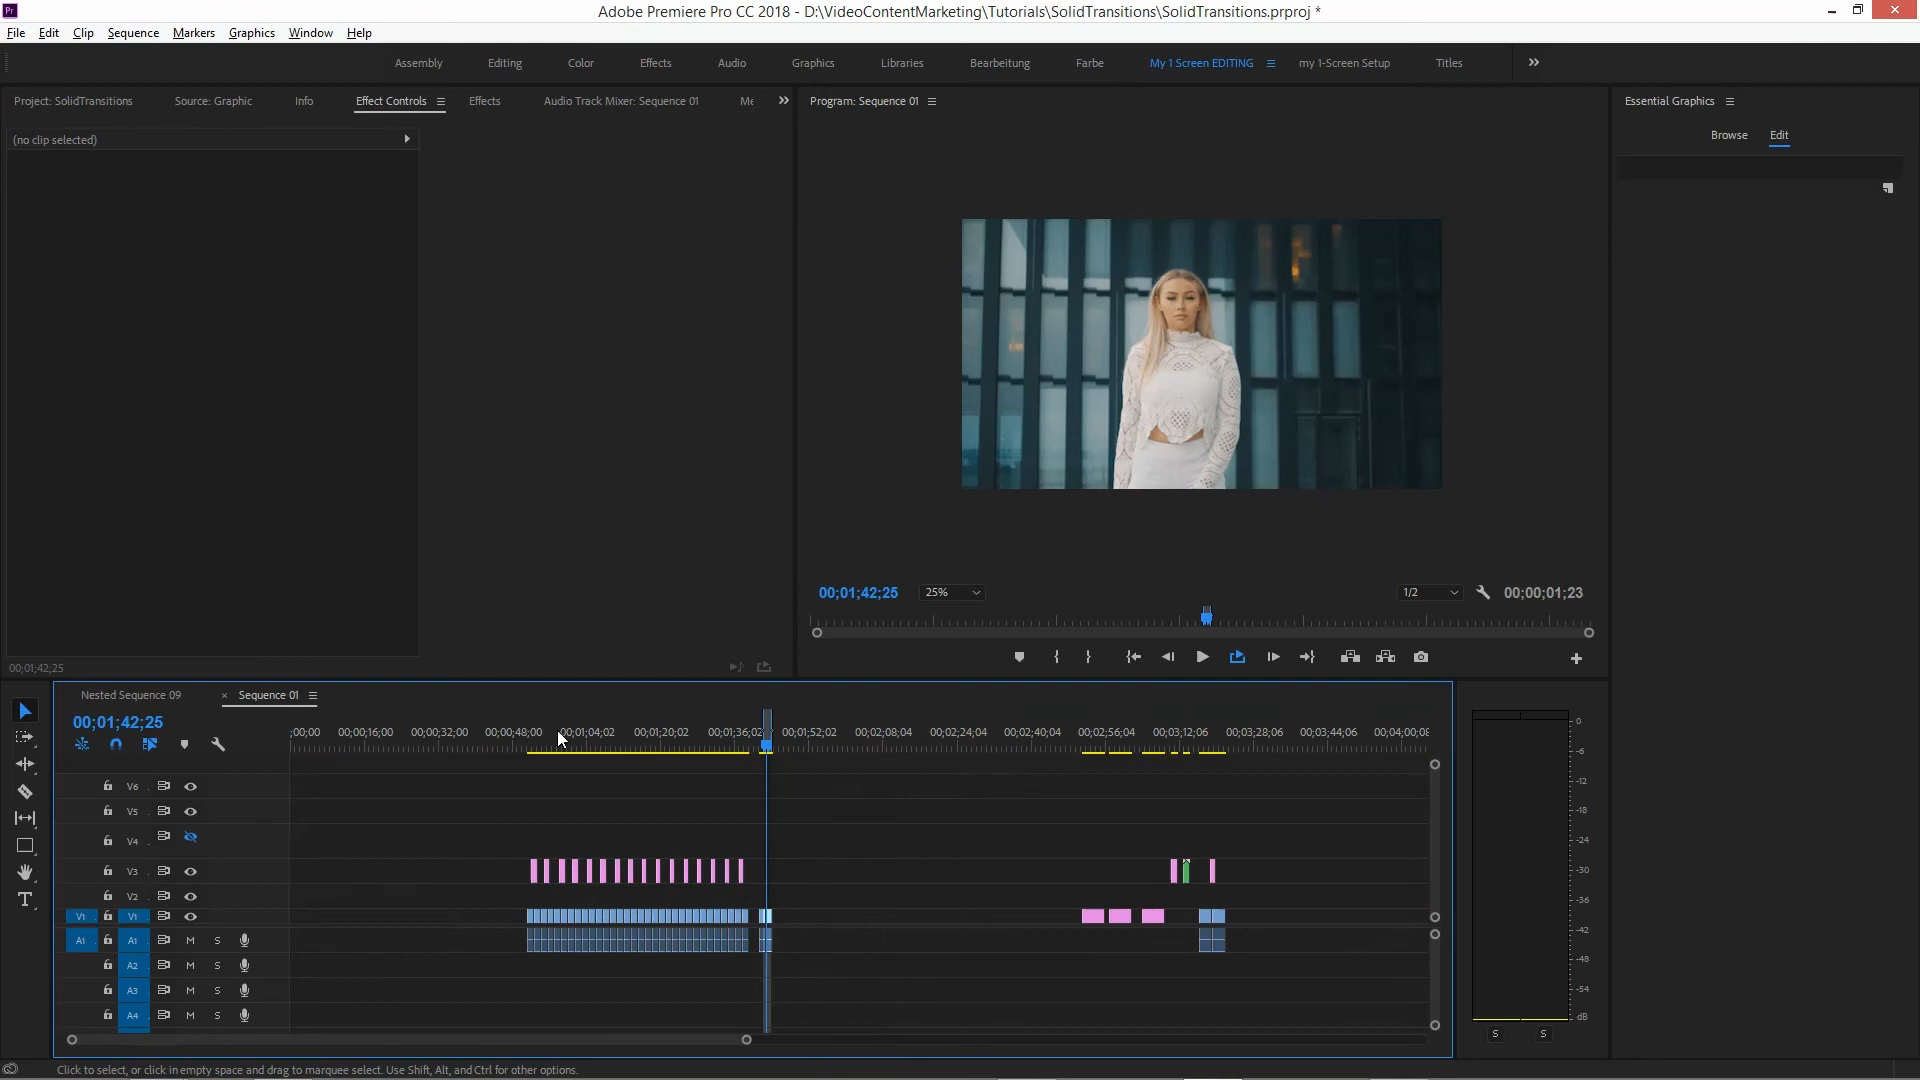 Pr Adobe Premiere Pro CC 2018 - D:\VideoContentMarketing\Tutorials\SolidTransitions\SolidTransitions.prproj *
File Edit Clip Sequence Markers Graphics Window Help
Assembly Editing Color Effects Audio Graphics Libraries Bearbeitung Farbe My 1 Screen EDITING my 1-Screen Setup Titles
Project: SolidTransitions Source: Graphic Info Effect Controls Effects Audio Track Mixer: Sequence 01 Me
Program: Sequence 01
Essential Graphics
Browse Edit
(no clip selected)
00;01;42;25 25% 1/2 00;00;01;23
00;01;42;25
Nested Sequence 09 × Sequence 01
00;01;42;25
;00;00 00;00;16;00 00;00;32;00 00;00;48;00 00;01;04;02 00;01;20;02 00;01;36;02 00;01;52;02 00;02;08;04 00;02;24;04 00;02;40;04 00;02;56;04 00;03;12;06 00;03;28;06 00;03;44;06 00;04;00;08
V6
V5
V4
V3
V2
V1 V1
A1 A1 M S
A2 M S
A3 M S
A4 M S
0
-6
-12
-18
-24
-30
-36
-42
-48
-54
dB
S S
Click to select, or click in empty space and drag to marquee select. Use Shift, Alt, and Ctrl for other options.